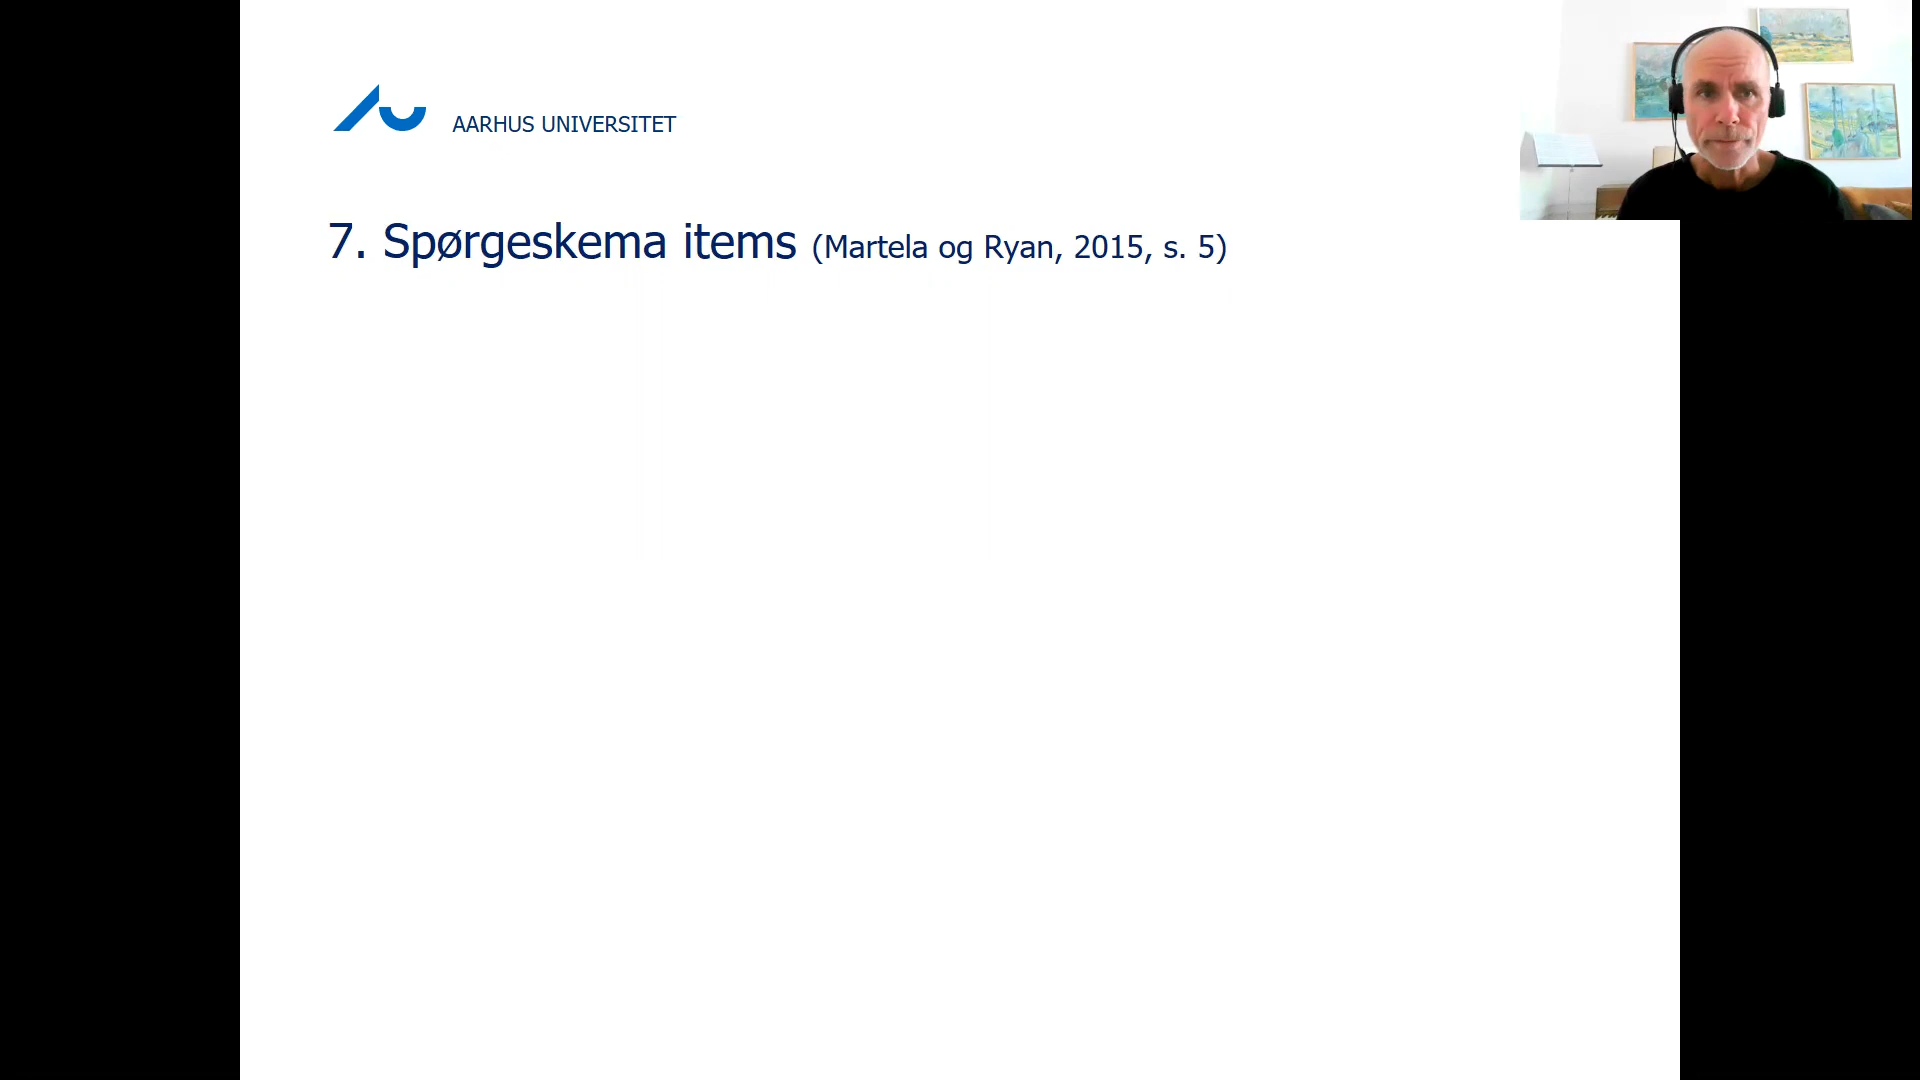 AARHUS UNIVERSITET
7. Spørgeskema items (Martela og Ryan, 2015, s. 5)